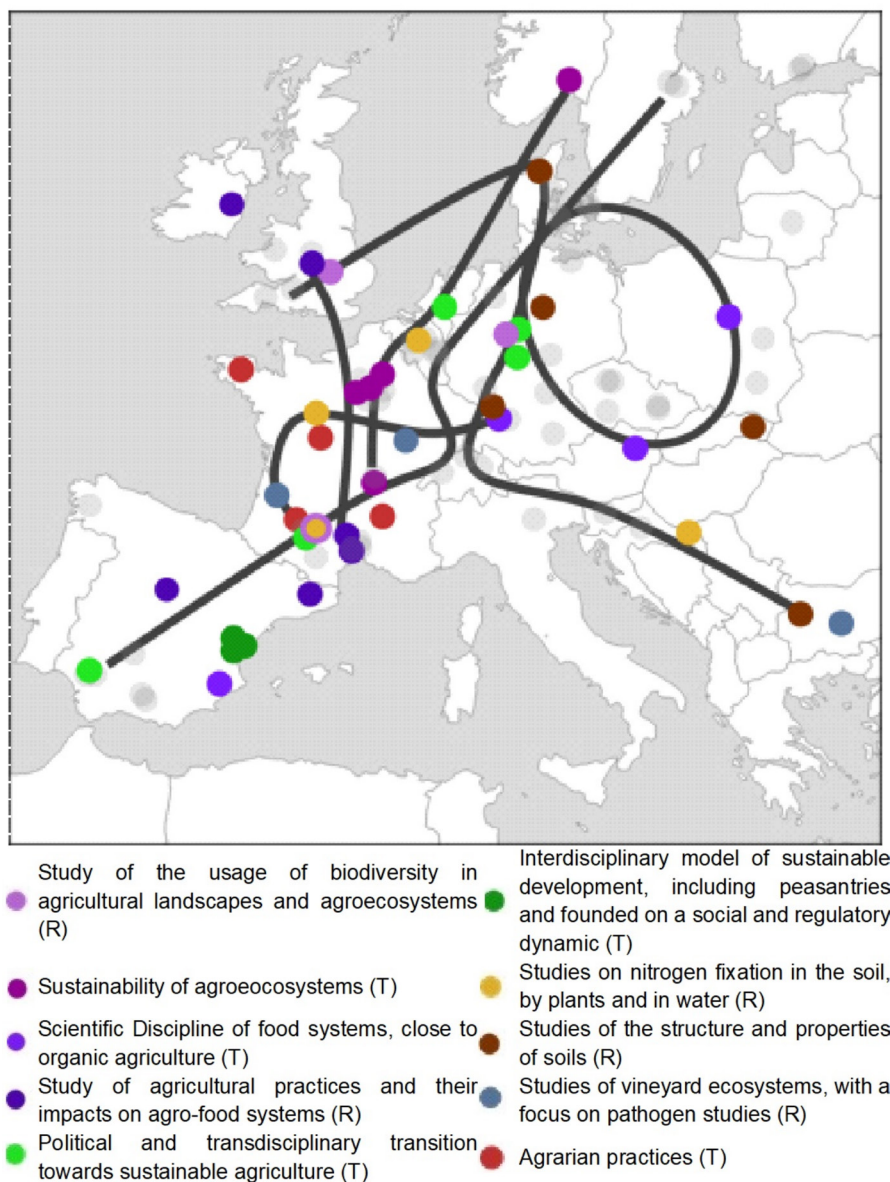 Study of the usage of biodiversity in
agricultural landscapes and agroecosystems
(R)
Sustainability of agroeocosystems (T)
Scientific Discipline of food systems, close to
organic agriculture (T)
Study of agricultural practices and their
impacts on agro-food systems (R)
Political and transdisciplinary transition
towards sustainable agriculture (T)
Interdisciplinary model of sustainable
development, including peasantries
and founded on a social and regulatory
dynamic (T)
Studies on nitrogen fixation in the soil,
by plants and in water (R)
Studies of the structure and properties
of soils (R)
Studies of vineyard ecosystems, with a
focus on pathogen studies (R)
Agrarian practices (T)